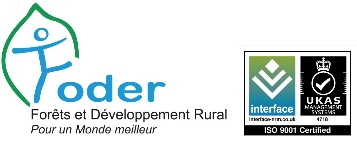 Foder
Forêts et Développement Rural
Pour un Monde meilleur
interface
interface-nrm.co.uk
UKAS
MANAGEMENT
SYSTEMS
4718
ISO 9001 Certified